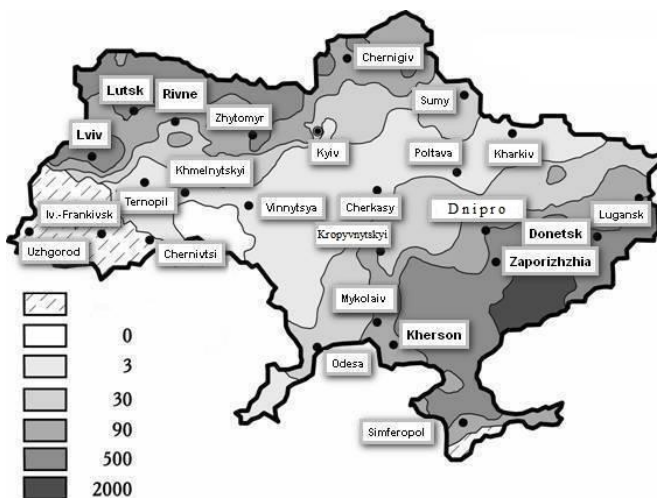 Chernigiv
Lutsk
Rivne
Sumy
Zhytomyr
Lviv
Kyiv
Poltava
Kharkiv
Khmelnytskyi
Iv.-Frankivsk
Ternopil
Vinnytsya
Cherkasy
Dnipro
Lugansk
Uzhgorod
Chernivtsi
Kropyvnytskyi
Donetsk
Zaporizhzhia
Mykolaiv
Kherson
Odesa
Simferopol
0
3
30
90
500
2000